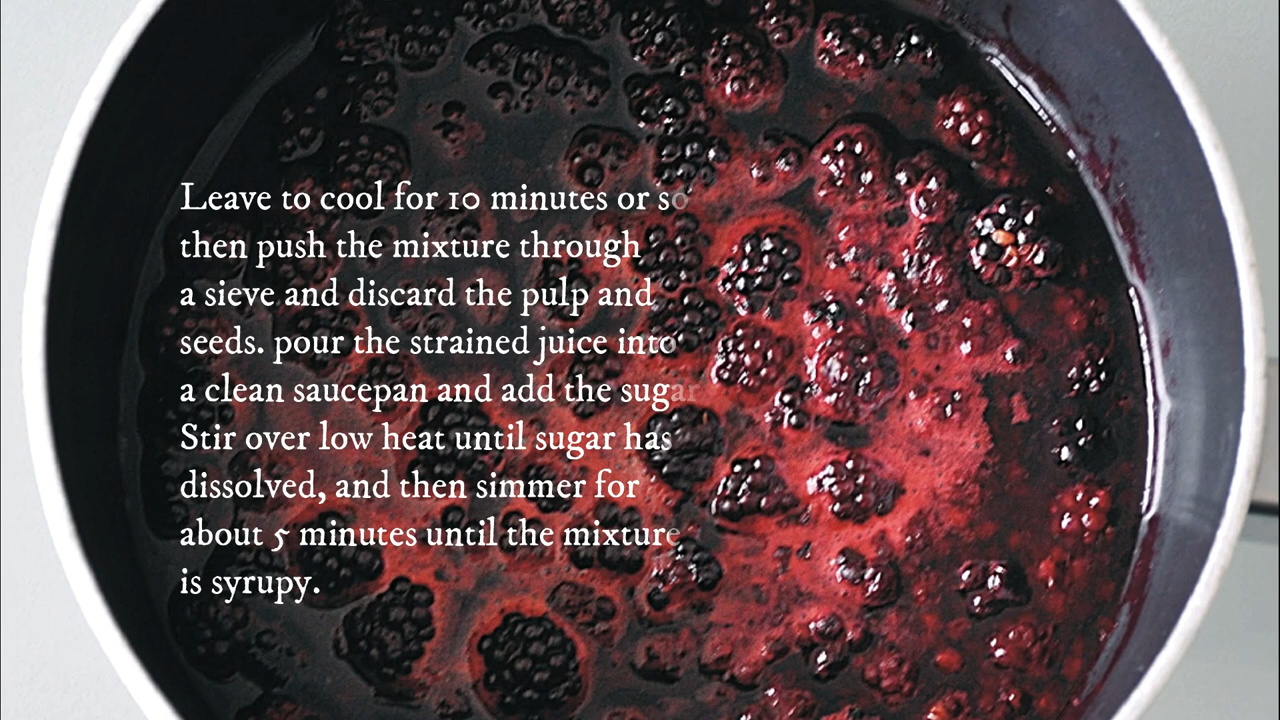 Leave to cool for 10 minutes or so
then push the mixture through
a sieve and discard the pulp and
seeds. pour the strained juice into
a clean saucepan and add the sugar
Stir over low heat until sugar has
dissolved, and then simmer for
about 5 minutes until the mixture
is syrupy.